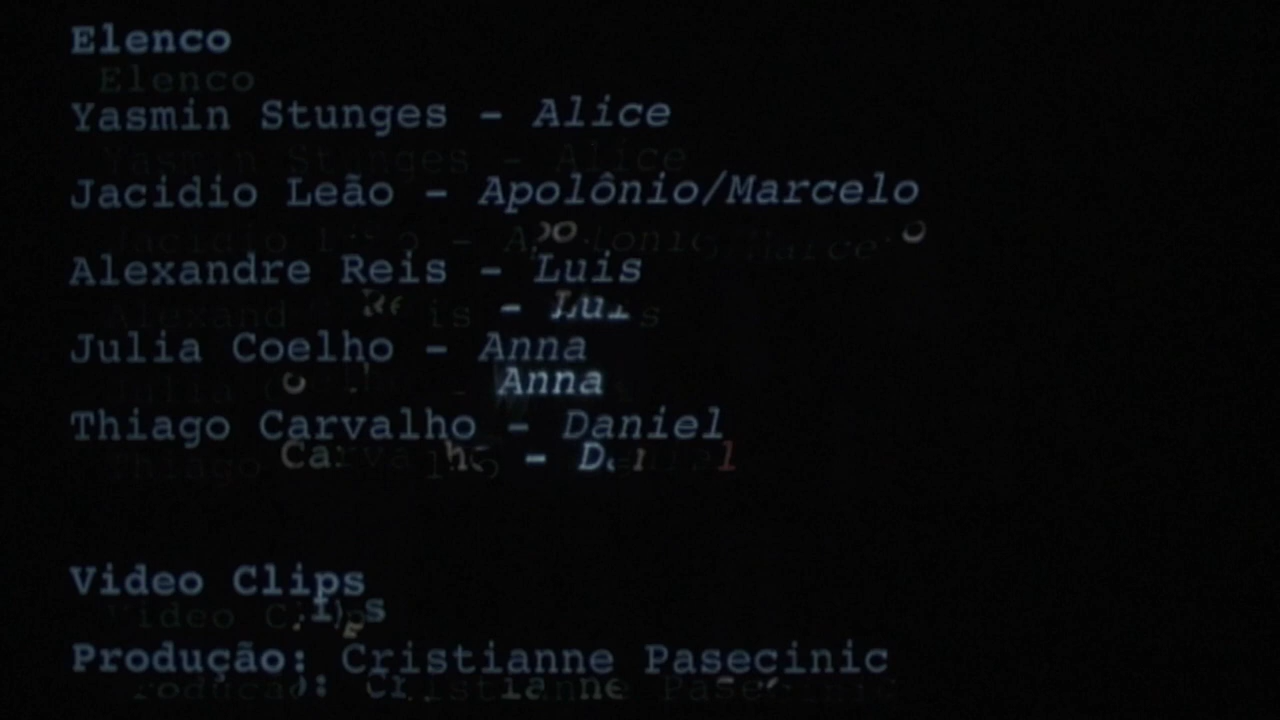 Elenco
Yasmin Stunges - Alice
Jacidio Leão - Apolônio/Marcelo
Alexandre Reis - Luis
Julia Coelho - Anna
Thiago Carvalho - Daniel
Video Clips
Produção: Cristianne Pasecinic